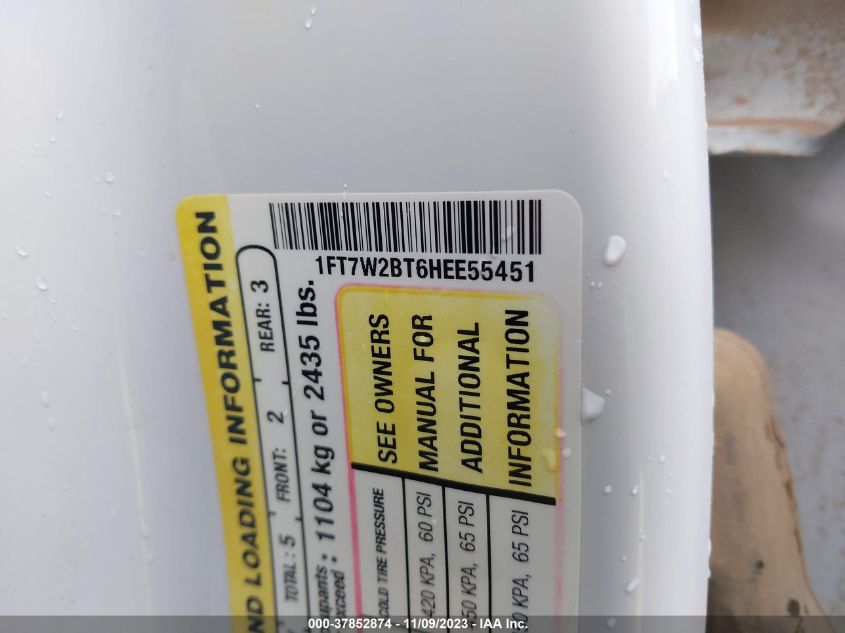 ND LOADING INFORMATION
TOTAL: 5 FRONT: 2 REAR: 3
cupants
exceed : 1104 kg or 2435 lbs.
1FT7W2BT6HEE55451
COLD TIRE PRESSURE
420 KPA, 60 PSI
50 KPA, 65 PSI
0 KPA, 65 PSI
SEE OWNERS
MANUAL FOR
ADDITIONAL
INFORMATION
000-37852874 - 11/09/2023 - IAA Inc.